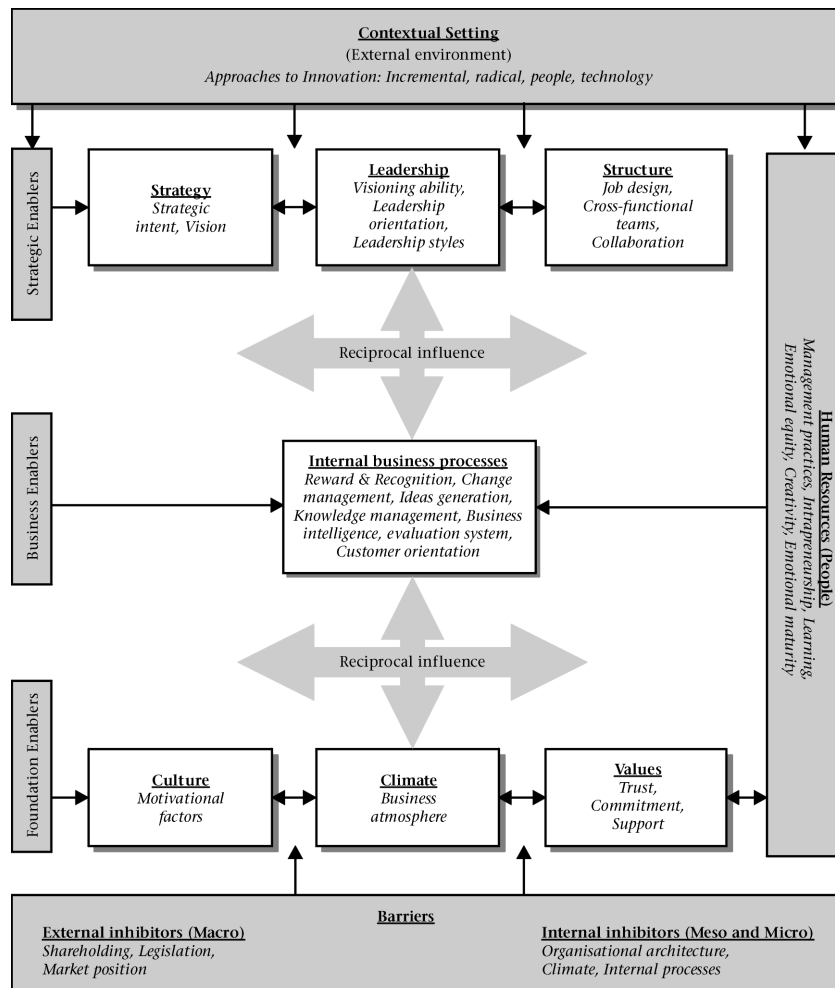 Contextual Setting
(External environment)
Approaches to Innovation: Incremental, radical, people, technology
Strategic Enablers
Strategy
Strategic
intent, Vision
Leadership
Visioning ability,
Leadership
orientation,
Leadership styles
Structure
Job design,
Cross-functional
teams,
Collaboration
Reciprocal influence
Human Resources (People)
Management practices, Intrapreneurship, Learning,
Emotional equity, Creativity, Emotional maturity
Business Enablers
Internal business processes
Reward & Recognition, Change
management, Ideas generation,
Knowledge management, Business
intelligence, evaluation system,
Customer orientation
Reciprocal influence
Foundation Enablers
Culture
Motivational
factors
Climate
Business
atmosphere
Values
Trust,
Commitment,
Support
Barriers
External inhibitors (Macro)
Shareholding, Legislation,
Market position
Internal inhibitors (Meso and Micro)
Organisational architecture,
Climate, Internal processes